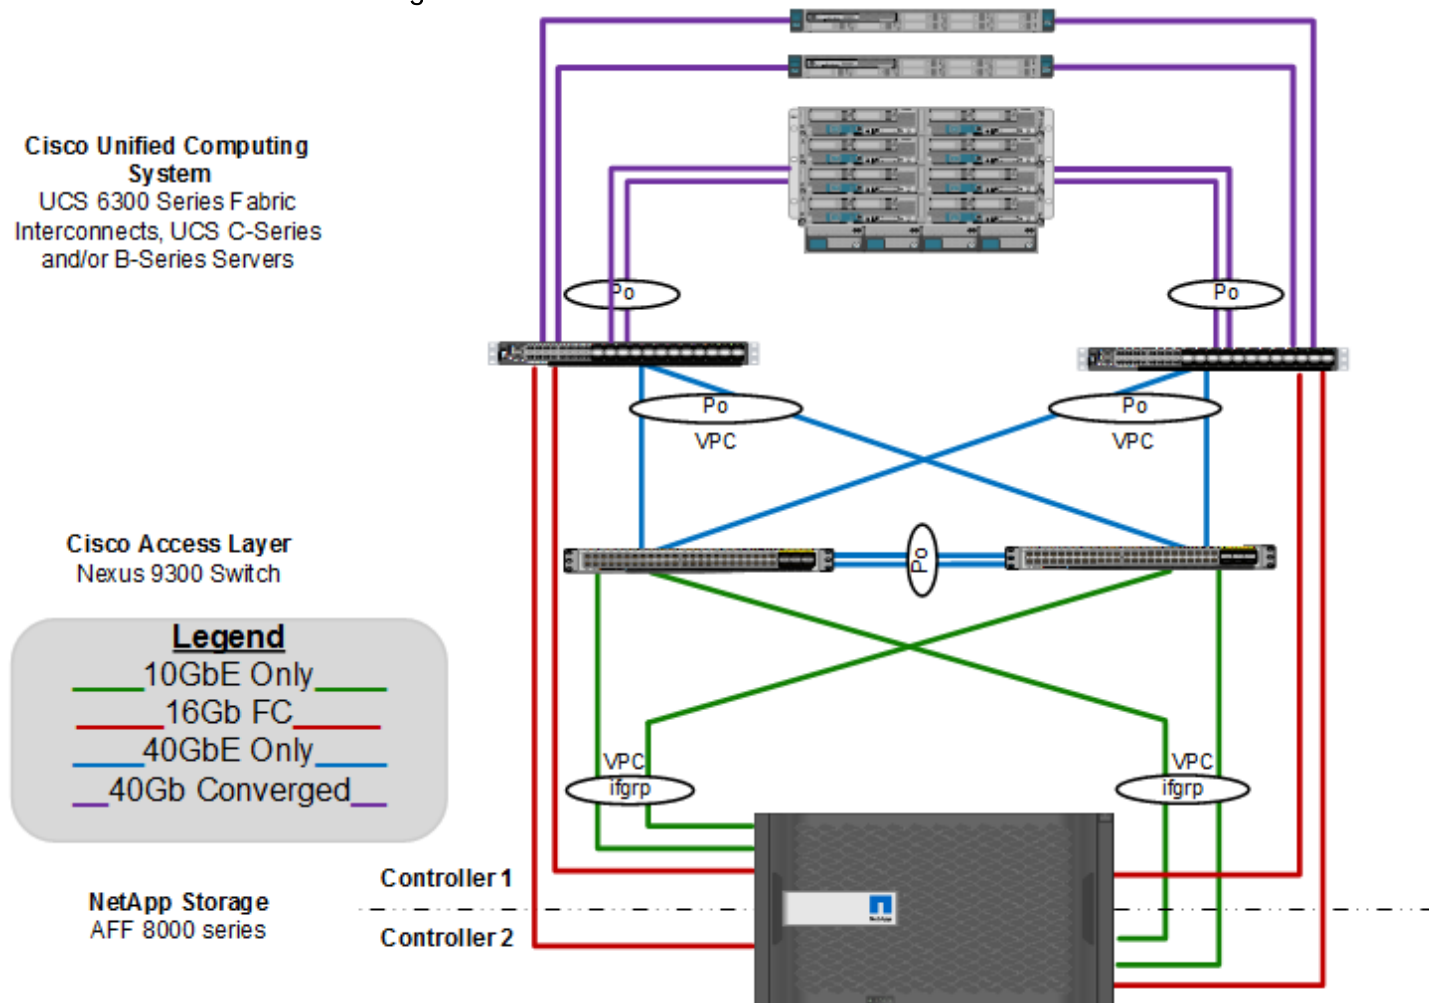 g
Cisco Unified Computing
System
UCS 6300 Series Fabric
Interconnects, UCS C-Series
and/or B-Series Servers
Po
Po
Po
VPC
Po
VPC
Cisco Access Layer
Nexus 9300 Switch
Po
Legend
10GbE Only
16Gb FC
40GbE Only
40Gb Converged
VPC
ifgrp
VPC
ifgrp
Controller 1
NetApp Storage
AFF 8000 series
Controller 2
NetApp